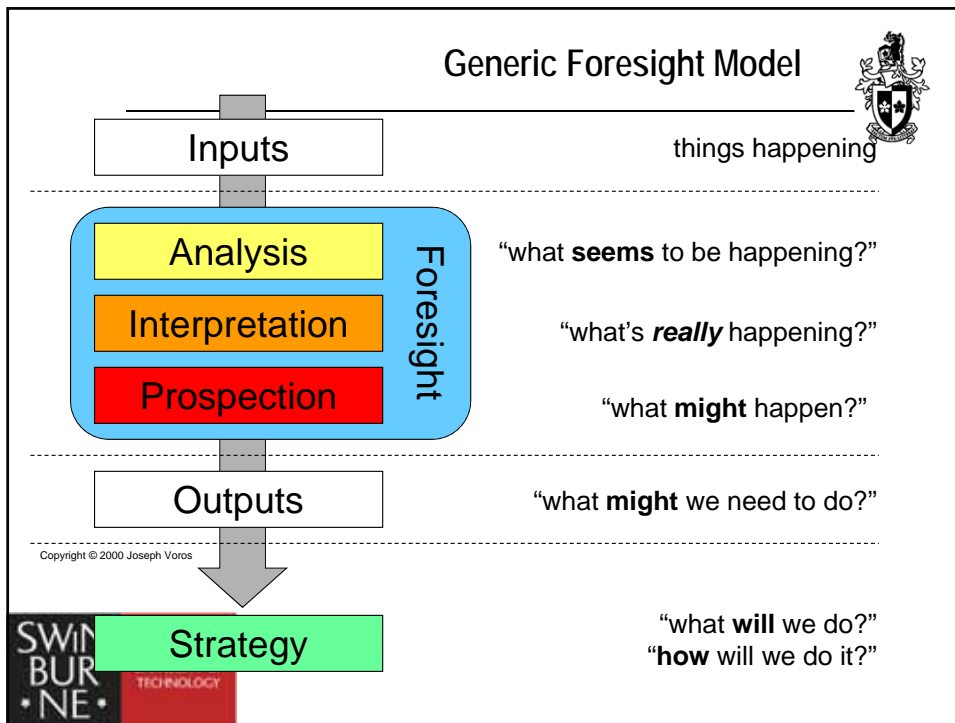 Generic Foresight Model
Inputs
things happening
Analysis
“what seems to be happening?”
Interpretation
“what's really happening?”
Prospection
“what might happen?”
Foresight
Outputs
“what might we need to do?”
Copyright © 2000 Joseph Voros
Strategy
“what will we do?”
“how will we do it?”
BUR
• NE •
TECHNOLOGY